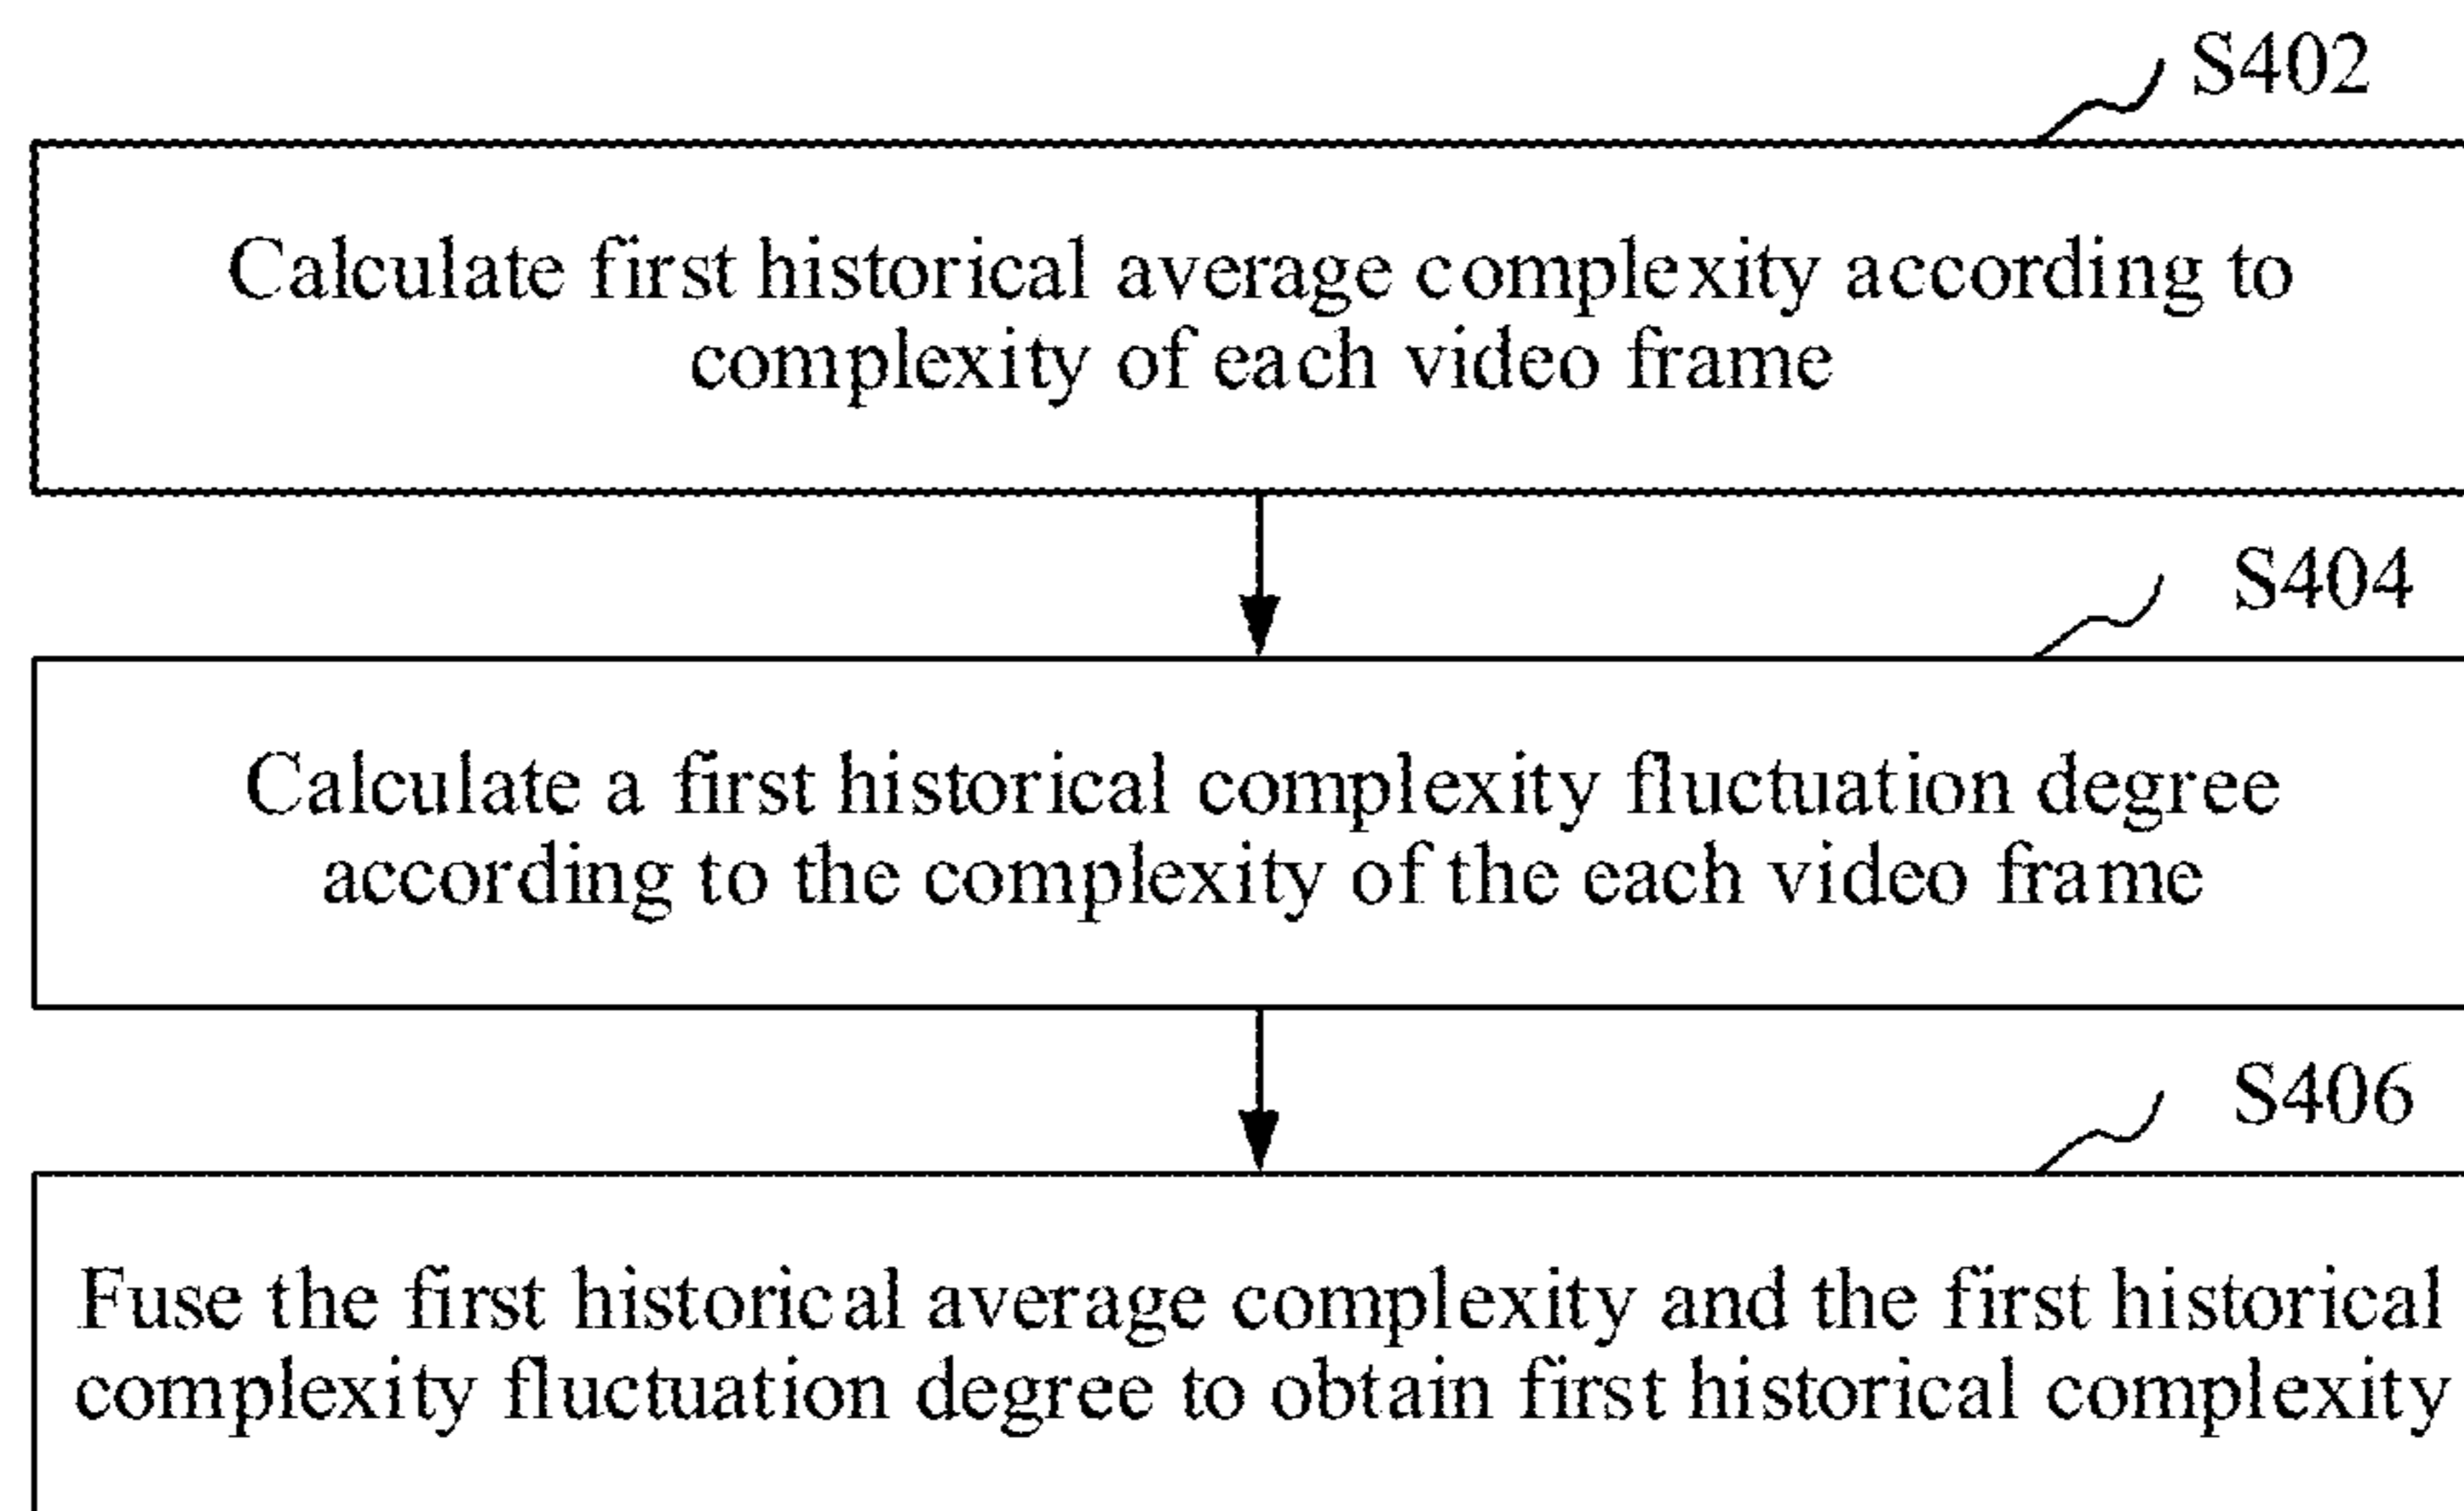 S402
Calculate first historical average complexity according to
complexity of each video frame
S404
Calculate a first historical complexity fluctuation degree
according to the complexity of the each video frame
S406
Fuse the first historical average complexity and the first historical
complexity fluctuation degree to obtain first historical complexity